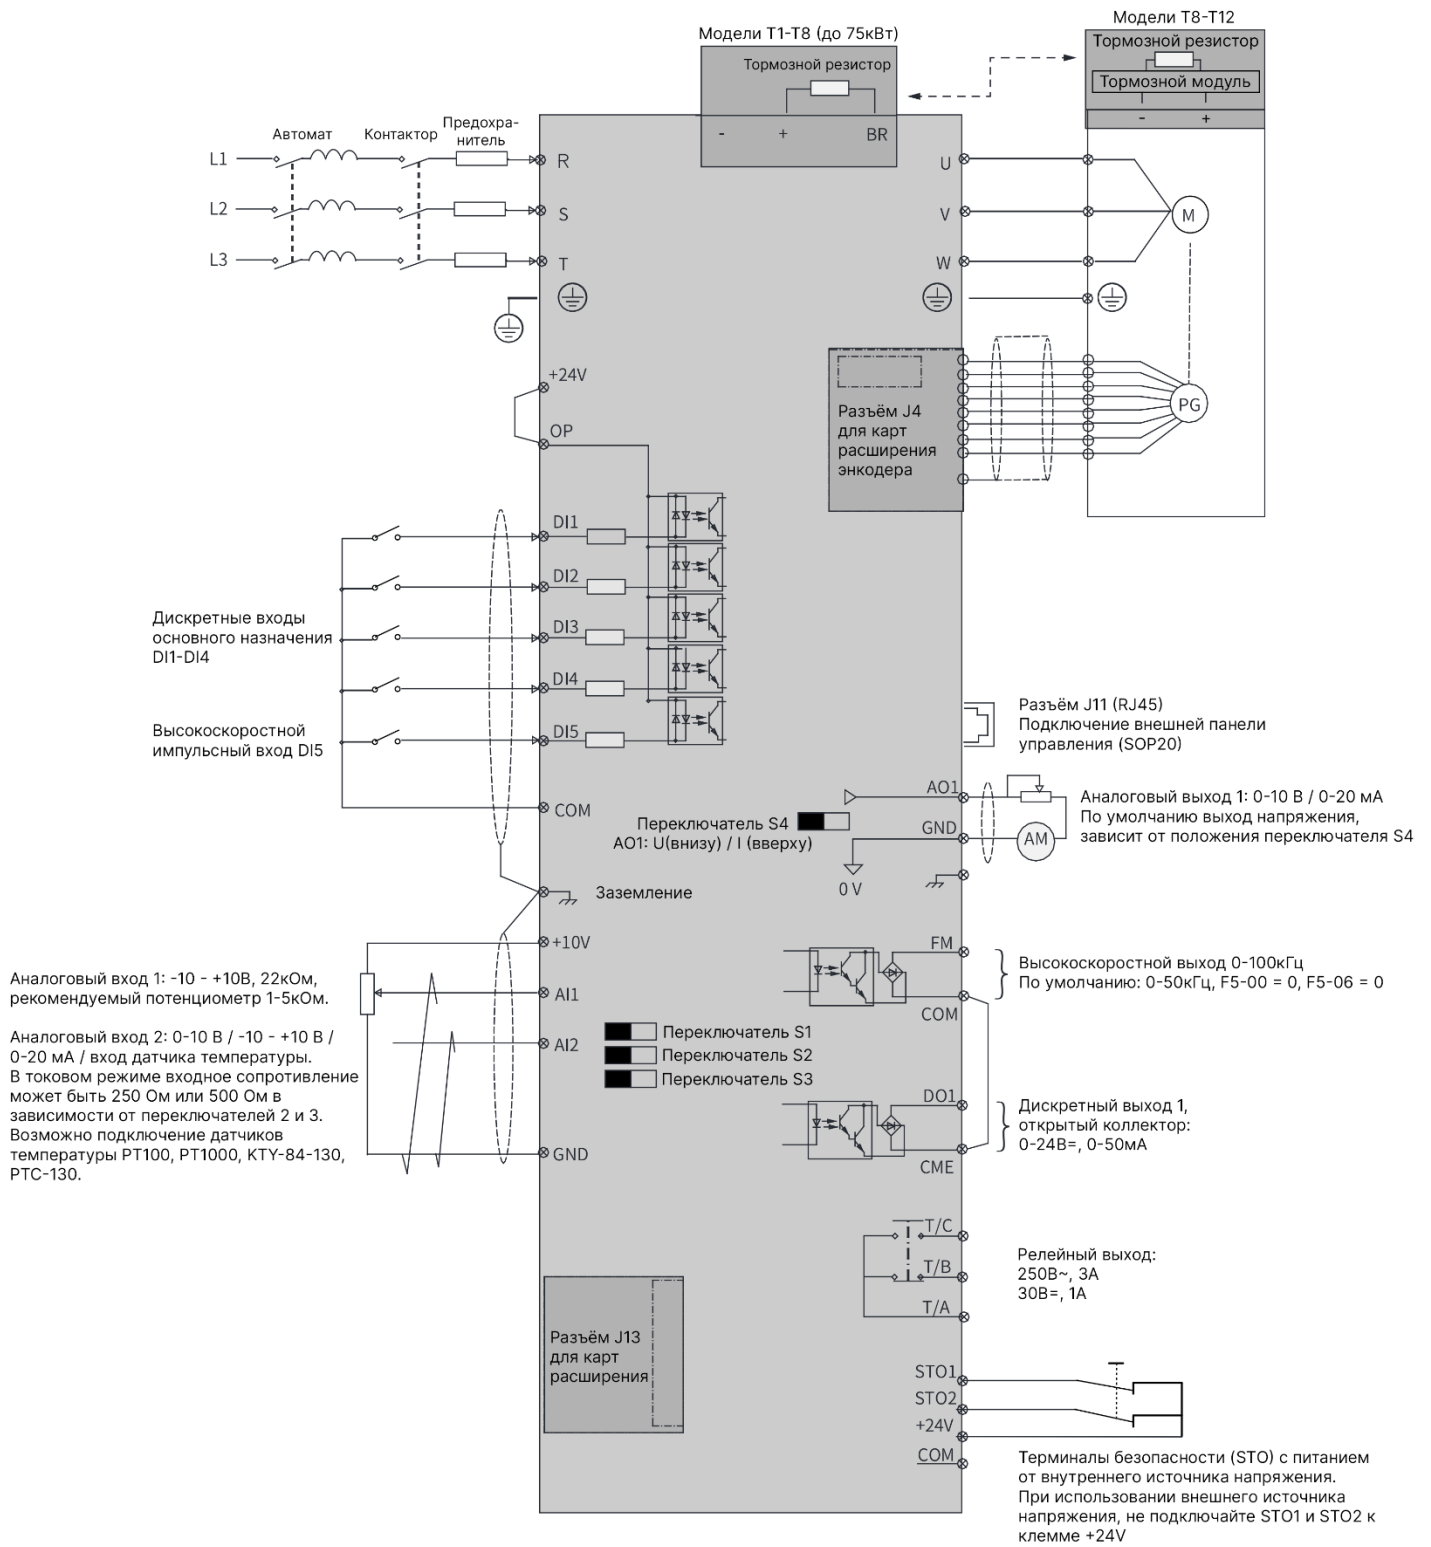 Модели T8-T12
Модели T1-T8 (до 75кВт)
Тормозной резистор
Тормозной модуль
- +
Тормозной резистор
- + BR
Автомат
Контактор
Предохра-
нитель
L1
R
U
L2
S
V
M
L3
T
W
+24V
OP
Разъём J4
для карт
расширения
энкодера
PG
DI1
DI2
DI3
DI4
DI5
Дискретные входы
основного назначения
DI1-DI4
Высокоскоростной
импульсный вход DI5
COM
Разъём J11 (RJ45)
Подключение внешней панели
управления (SOP20)
AO1
GND
AM
0 V
Переключатель S4
AO1: U(внизу) / I (вверху)
Аналоговый выход 1: 0-10 В / 0-20 мА
По умолчанию выход напряжения,
зависит от положения переключателя S4
Заземление
+10V
AI1
AI2
GND
Аналоговый вход 1: -10 - +10В, 22кОм,
рекомендуемый потенциометр 1-5кОм.
Аналоговый вход 2: 0-10 В / -10 - +10 В /
0-20 мА / вход датчика температуры.
В токовом режиме входное сопротивление
может быть 250 Ом или 500 Ом в
зависимости от переключателей 2 и 3.
Возможно подключение датчиков
температуры PT100, PT1000, KTY-84-130,
PTC-130.
Переключатель S1
Переключатель S2
Переключатель S3
FM
COM
Высокоскоростной выход 0-100кГц
По умолчанию: 0-50кГц, F5-00 = 0, F5-06 = 0
DO1
CME
Дискретный выход 1,
открытый коллектор:
0-24В=, 0-50мА
T/C
T/B
T/A
Релейный выход:
250В~, 3А
30В=, 1А
Разъём J13
для карт
расширения
STO1
STO2
+24V
COM
Терминалы безопасности (STO) с питанием
от внутреннего источника напряжения.
При использовании внешнего источника
напряжения, не подключайте STO1 и STO2 к
клемме +24V